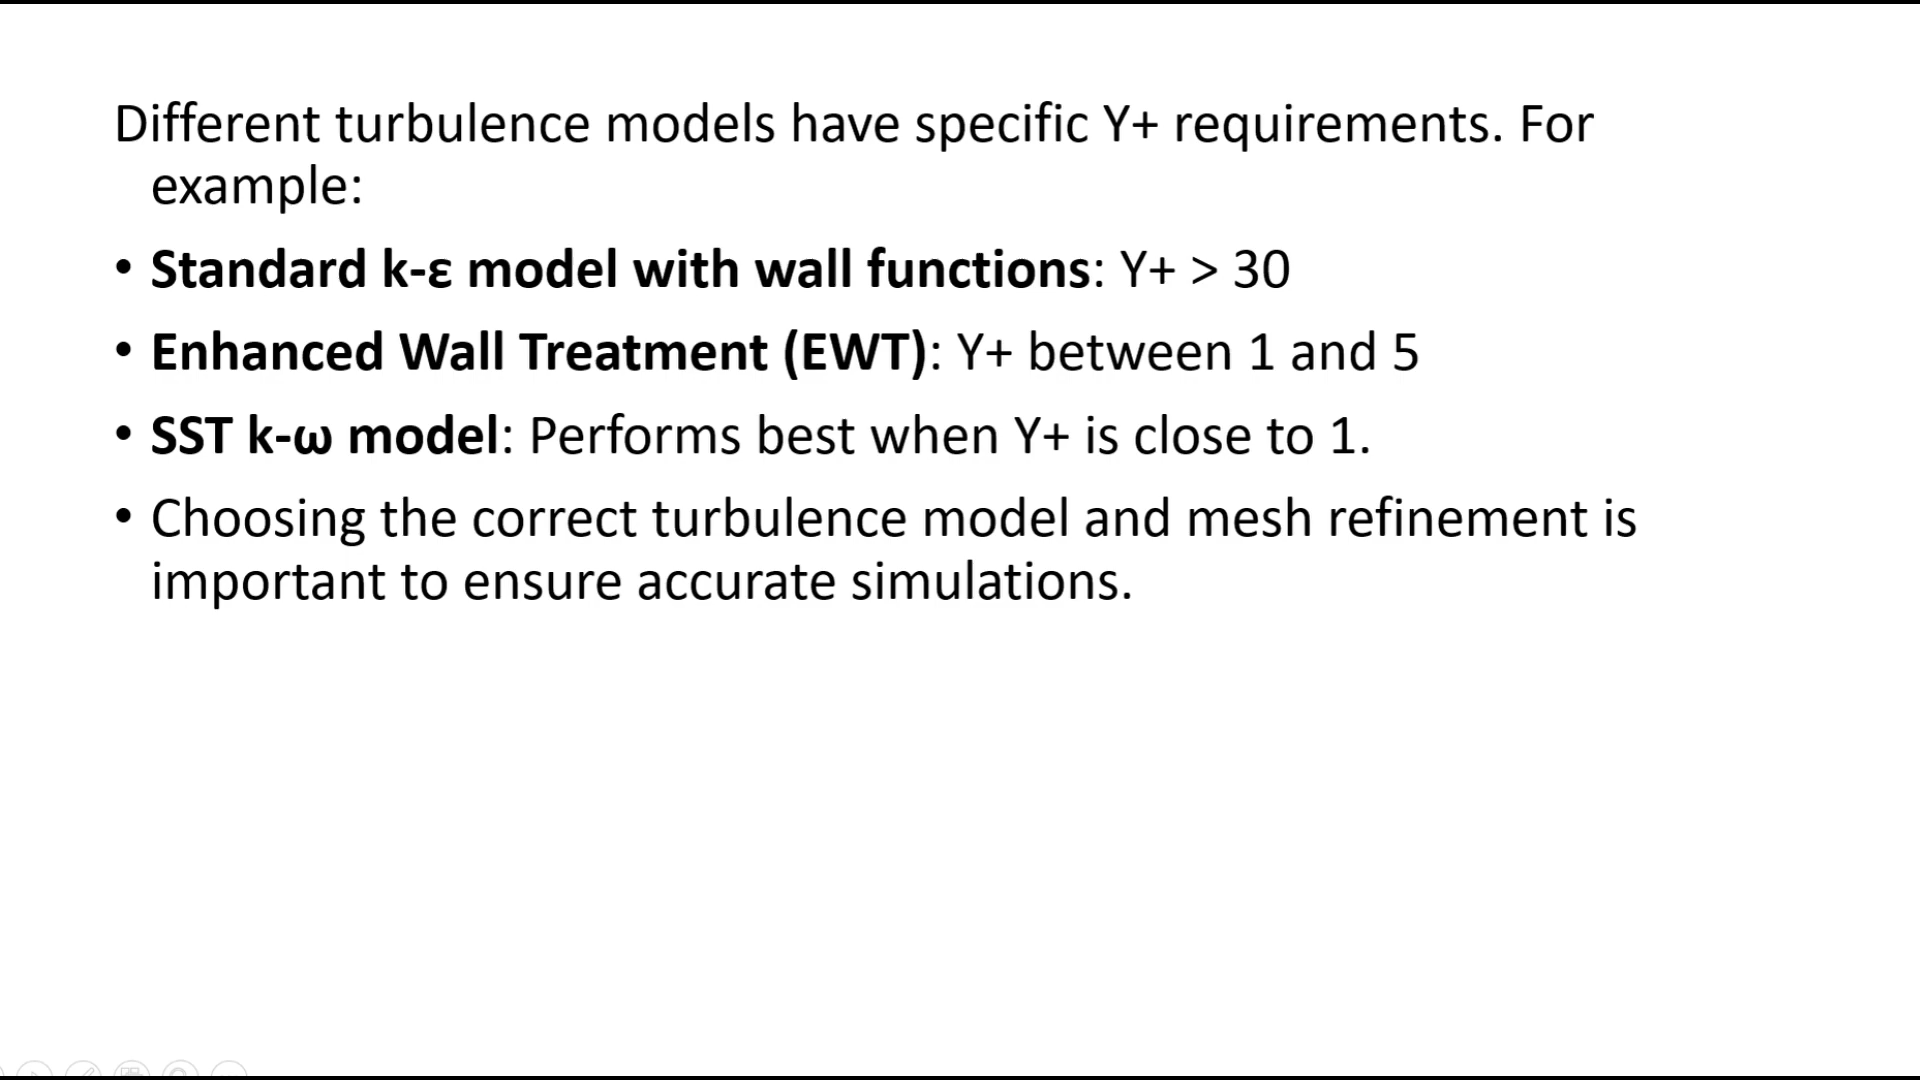 Different turbulence models have specific Y+ requirements. For
example:
• Standard k-ε model with wall functions: Y+ > 30
• Enhanced Wall Treatment (EWT): Y+ between 1 and 5
• SST k-ω model: Performs best when Y+ is close to 1.
• Choosing the correct turbulence model and mesh refinement is
important to ensure accurate simulations.